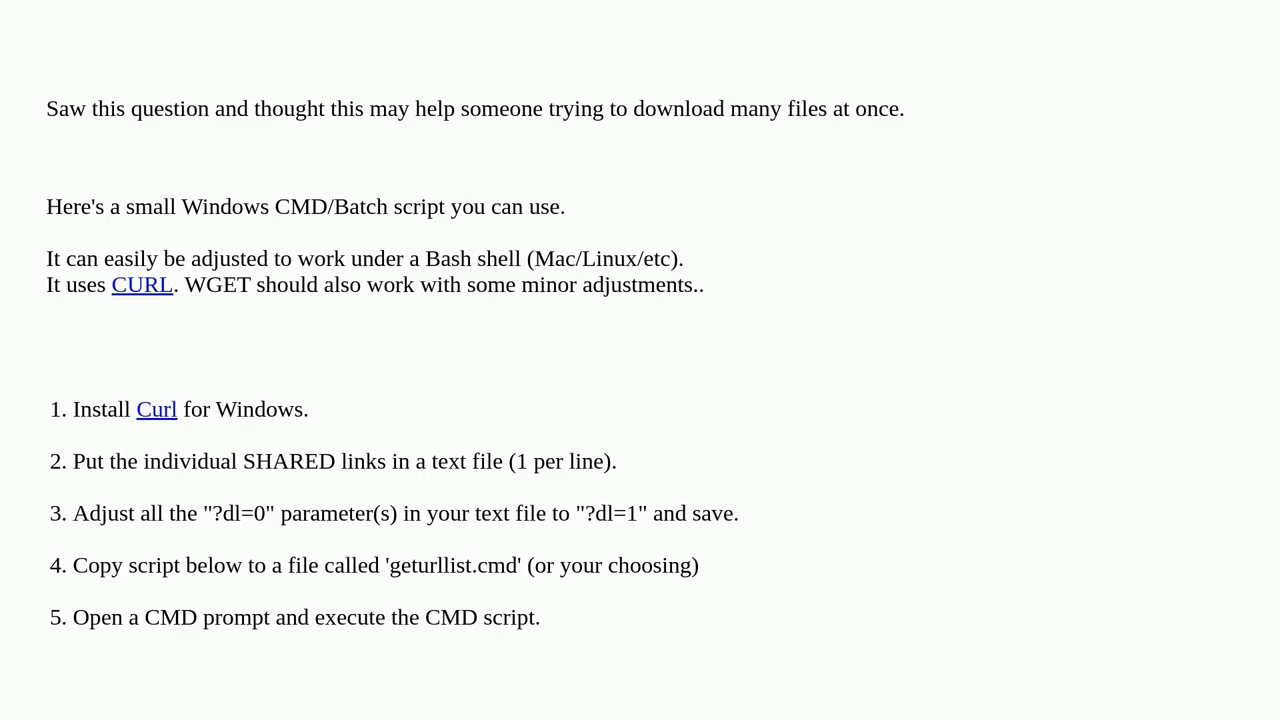 Saw this question and thought this may help someone trying to download many files at once.
Here's a small Windows CMD/Batch script you can use.
It can easily be adjusted to work under a Bash shell (Mac/Linux/etc).
It uses CURL. WGET should also work with some minor adjustments..
1. Install Curl for Windows.
2. Put the individual SHARED links in a text file (1 per line).
3. Adjust all the "?dl=0" parameter(s) in your text file to "?dl=1" and save.
4. Copy script below to a file called 'geturllist.cmd' (or your choosing)
5. Open a CMD prompt and execute the CMD script.